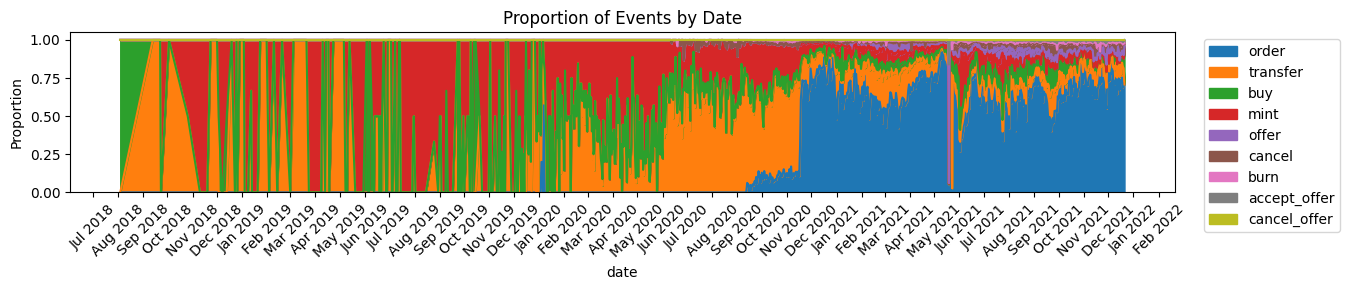 Proportion of Events by Date
Proportion
1.00
0.75
0.50
0.25
0.00
Jul 2018
Aug 2018
Sep 2018
Oct 2018
Nov 2018
Dec 2018
Jan 2019
Feb 2019
Mar 2019
Apr 2019
May 2019
Jun 2019
Jul 2019
Aug 2019
Sep 2019
Oct 2019
Nov 2019
Dec 2019
Jan 2020
Feb 2020
Mar 2020
Apr 2020
May 2020
Jun 2020
Jul 2020
Aug 2020
Sep 2020
Oct 2020
Nov 2020
Dec 2020
Jan 2021
Feb 2021
Mar 2021
Apr 2021
May 2021
Jun 2021
Jul 2021
Aug 2021
Sep 2021
Oct 2021
Nov 2021
Dec 2021
Jan 2022
Feb 2022
date
order
transfer
buy
mint
offer
cancel
burn
accept_offer
cancel_offer